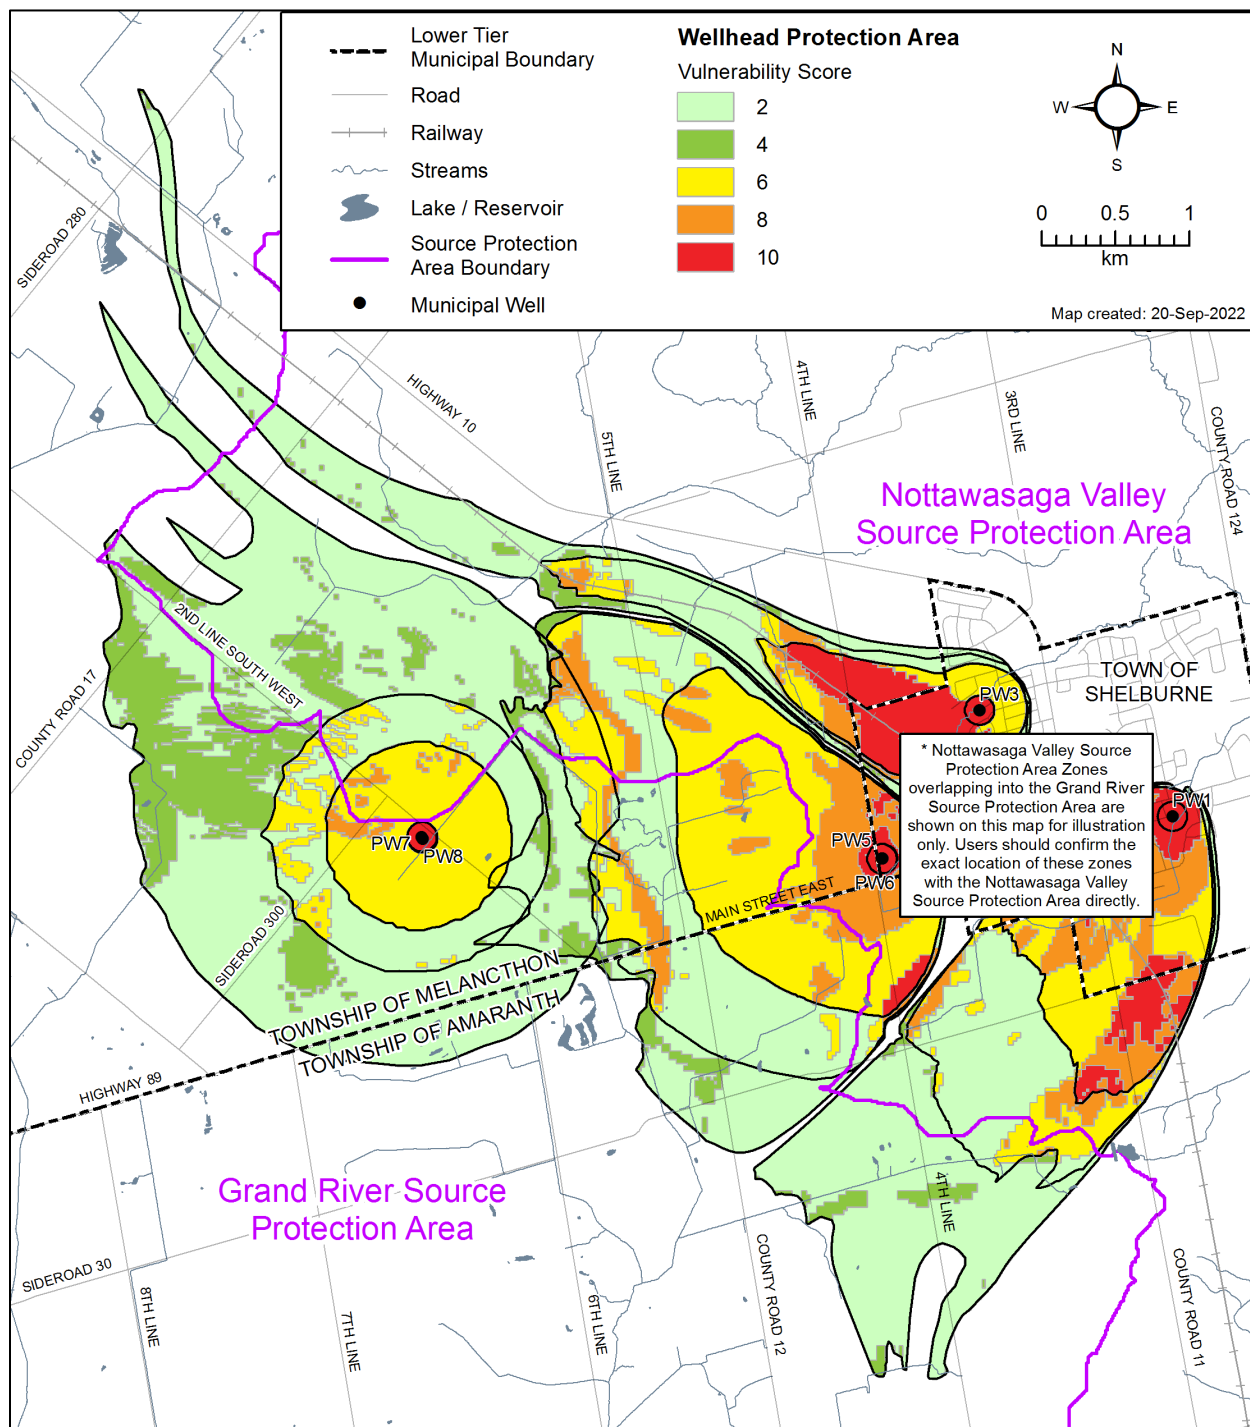 Lower Tier
Municipal Boundary
Road
Railway
Streams
Lake / Reservoir
Source Protection
Area Boundary
Municipal Well
Wellhead Protection Area
Vulnerability Score
2
4
6
8
10
N
W E
S
0 0.5 1
km
Map created: 20-Sep-2022
SIDEROAD 280
HIGHWAY 10
5TH LINE
4TH LINE
3RD LINE
COUNTY ROAD 124
Nottawasaga Valley
Source Protection Area
2ND LINE SOUTH WEST
COUNTY ROAD 17
TOWN OF
SHELBURNE
PW3
* Nottawasaga Valley Source
Protection Area Zones
overlapping into the Grand River
Source Protection Area are
shown on this map for illustration
only. Users should confirm the
exact location of these zones
with the Nottawasaga Valley
Source Protection Area directly.
PW1
PW7
PW8
PW5
PW6
MAIN STREET EAST
SIDEROAD 300
TOWNSHIP OF MELANCTHON
TOWNSHIP OF AMARANTH
HIGHWAY 89
Grand River Source
Protection Area
4TH LINE
SIDEROAD 30
8TH LINE
7TH LINE
6TH LINE
COUNTY ROAD 12
COUNTY ROAD 11